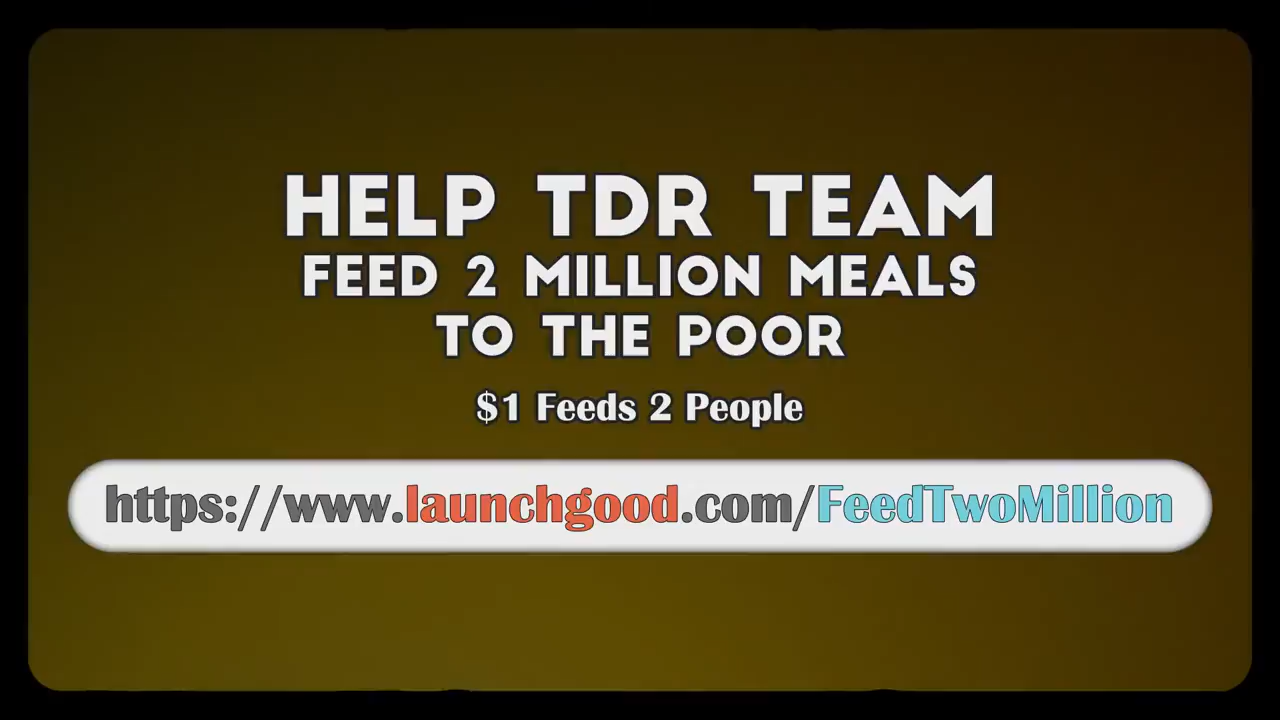 HELP TDR TEAM
FEED 2 MILLION MEALS
TO THE POOR
$1 Feeds 2 People
https://www.launchgood.com/FeedTwoMillion